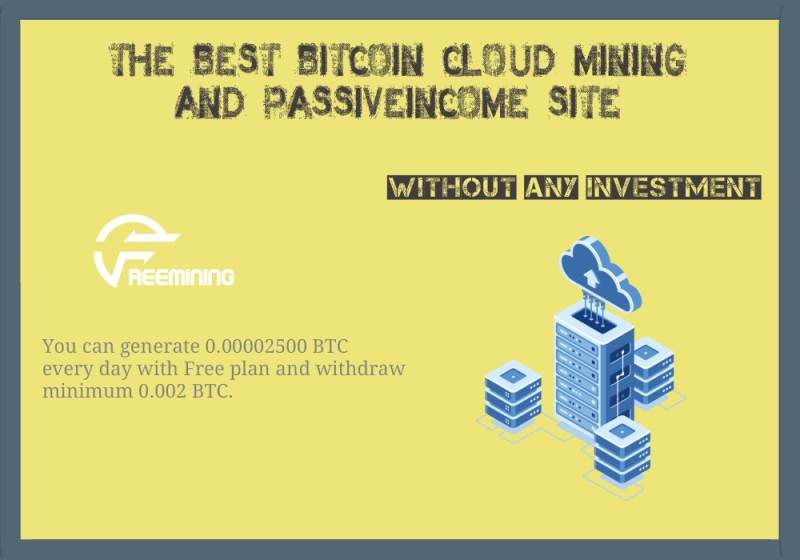 THE BEST BITCOIN CLOUD MINING
AND PASSIVEINCOME SITE
WITHOUT ANY INVESTMENT
FREEMINING
You can generate 0.00002500 BTC
every day with Free plan and withdraw
minimum 0.002 BTC.